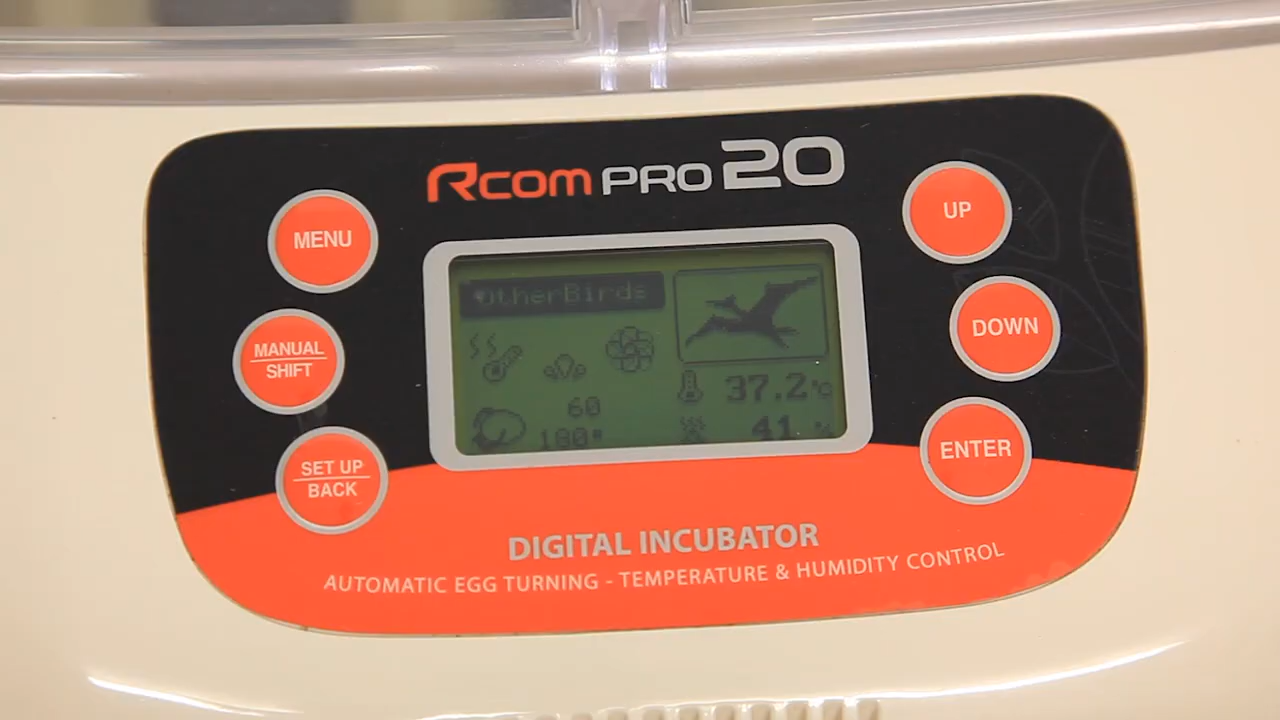 Rcom PRO 20
MENU
UP
OtherBirds
MANUAL
SHIFT
DOWN
37.2°C
60
180°
41 %
SET UP
BACK
ENTER
DIGITAL INCUBATOR
AUTOMATIC EGG TURNING - TEMPERATURE & HUMIDITY CONTROL